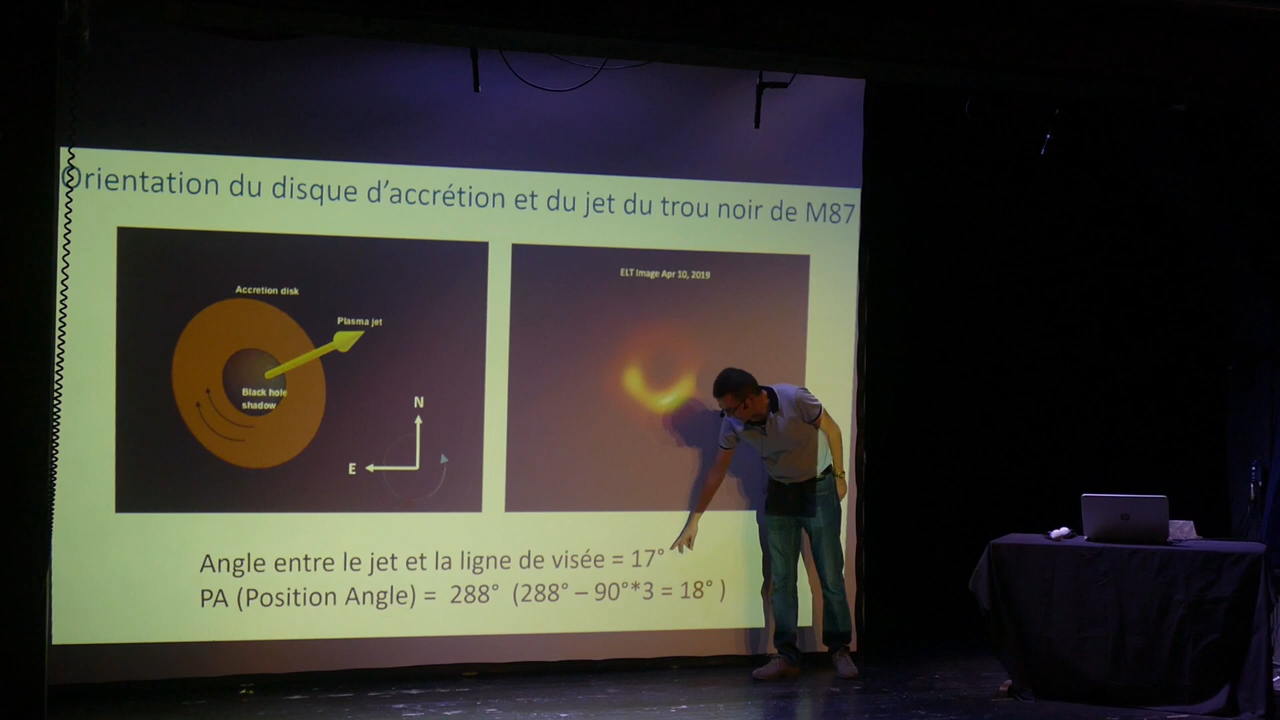 Orientation du disque d'accrétion et du jet du trou noir de M87
Accretion disk
Plasma jet
Black hole
shadow
N
E
ELT Image Apr 10, 2019
Angle entre le jet et la ligne de visée = 17°
PA (Position Angle) = 288° (288° – 90°*3 = 18° )
hp